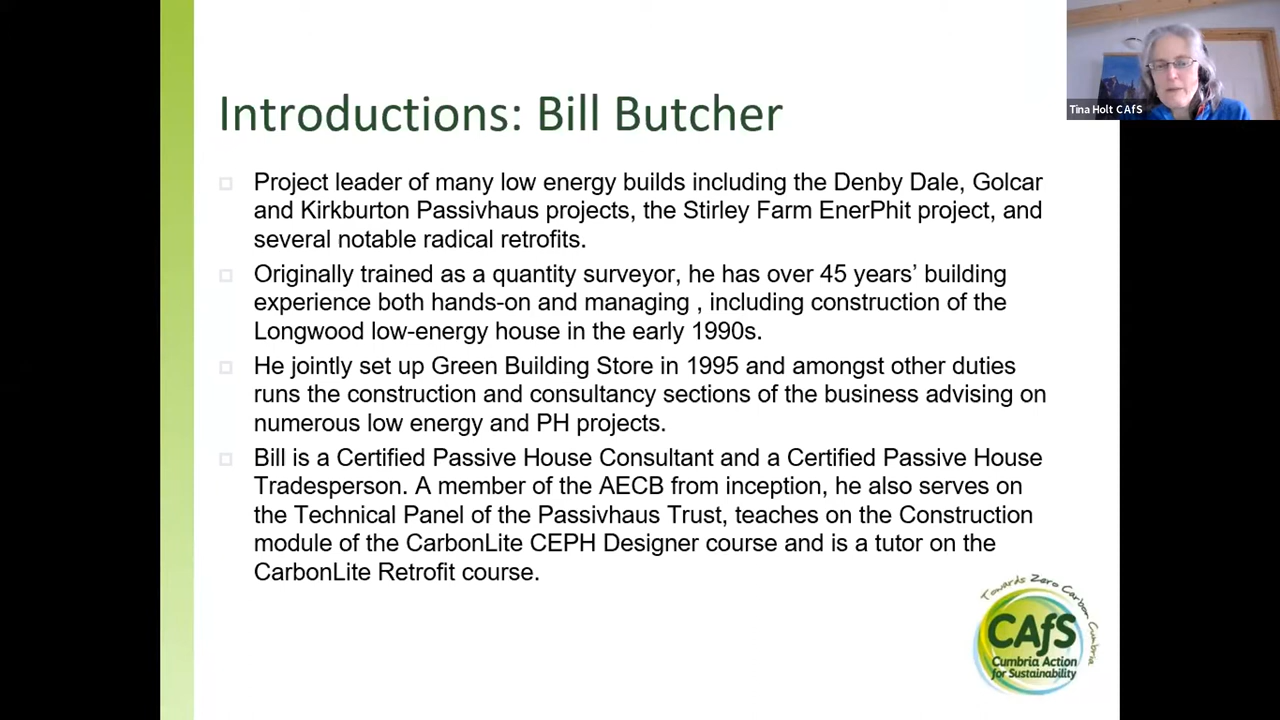 Introductions: Bill Butcher
Project leader of many low energy builds including the Denby Dale, Golcar
and Kirkburton Passivhaus projects, the Stirley Farm EnerPhit project, and
several notable radical retrofits.
Originally trained as a quantity surveyor, he has over 45 years’ building
experience both hands-on and managing , including construction of the
Longwood low-energy house in the early 1990s.
He jointly set up Green Building Store in 1995 and amongst other duties
runs the construction and consultancy sections of the business advising on
numerous low energy and PH projects.
Bill is a Certified Passive House Consultant and a Certified Passive House
Tradesperson. A member of the AECB from inception, he also serves on
the Technical Panel of the Passivhaus Trust, teaches on the Construction
module of the CarbonLite CEPH Designer course and is a tutor on the
CarbonLite Retrofit course.
Tina Holt CAfS
Towards Zero Carbon Cumbria
CAfS
Cumbria Action
for Sustainability